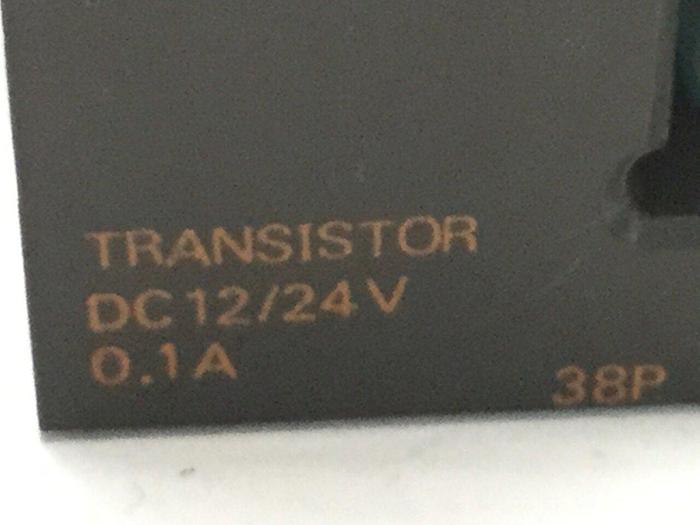 TRANSISTOR
DC12/24V
0.1A
38P